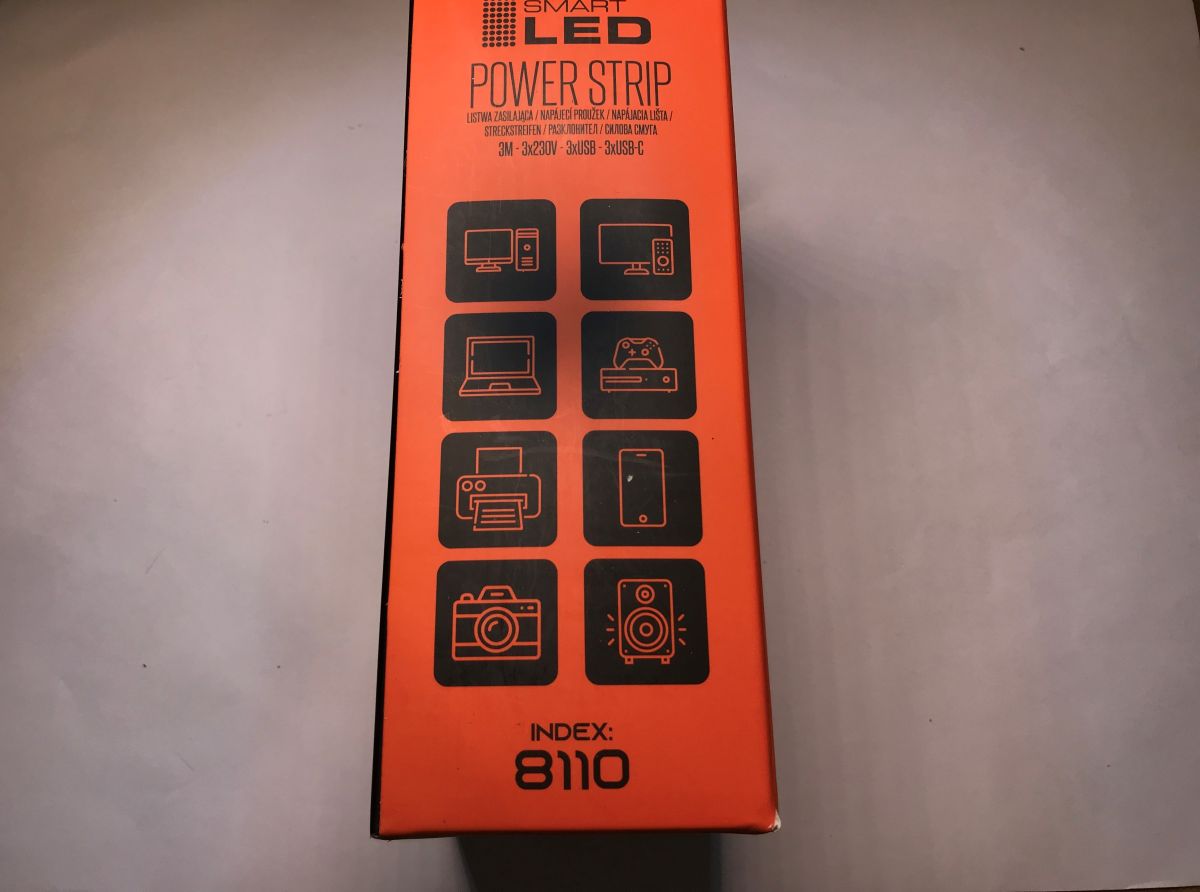 SMART
LED
POWER STRIP
LISTWA ZASILAJĄCA / NAPÁJECÍ PROUŽEK / NAPÁJACIA LIŠTA /
STRECKSTREIFEN / РАЗКЛОНИТЕЛ / СИЛОВА СМУГА
3M - 3x230V - 3xUSB - 3xUSB-C
INDEX:
8110